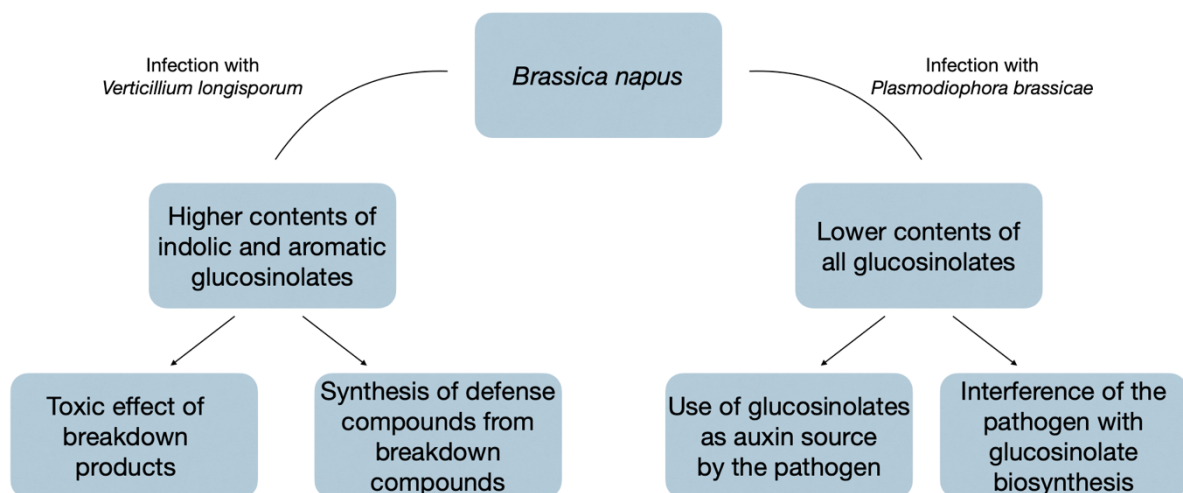 Brassica napus
Infection with
Verticillium longisporum
Infection with
Plasmodiophora brassicae
Higher contents of
indolic and aromatic
glucosinolates
Lower contents of
all glucosinolates
Toxic effect of
breakdown
products
Synthesis of defense
compounds from
breakdown
compounds
Use of glucosinolates
as auxin source
by the pathogen
Interference of the
pathogen with
glucosinolate
biosynthesis